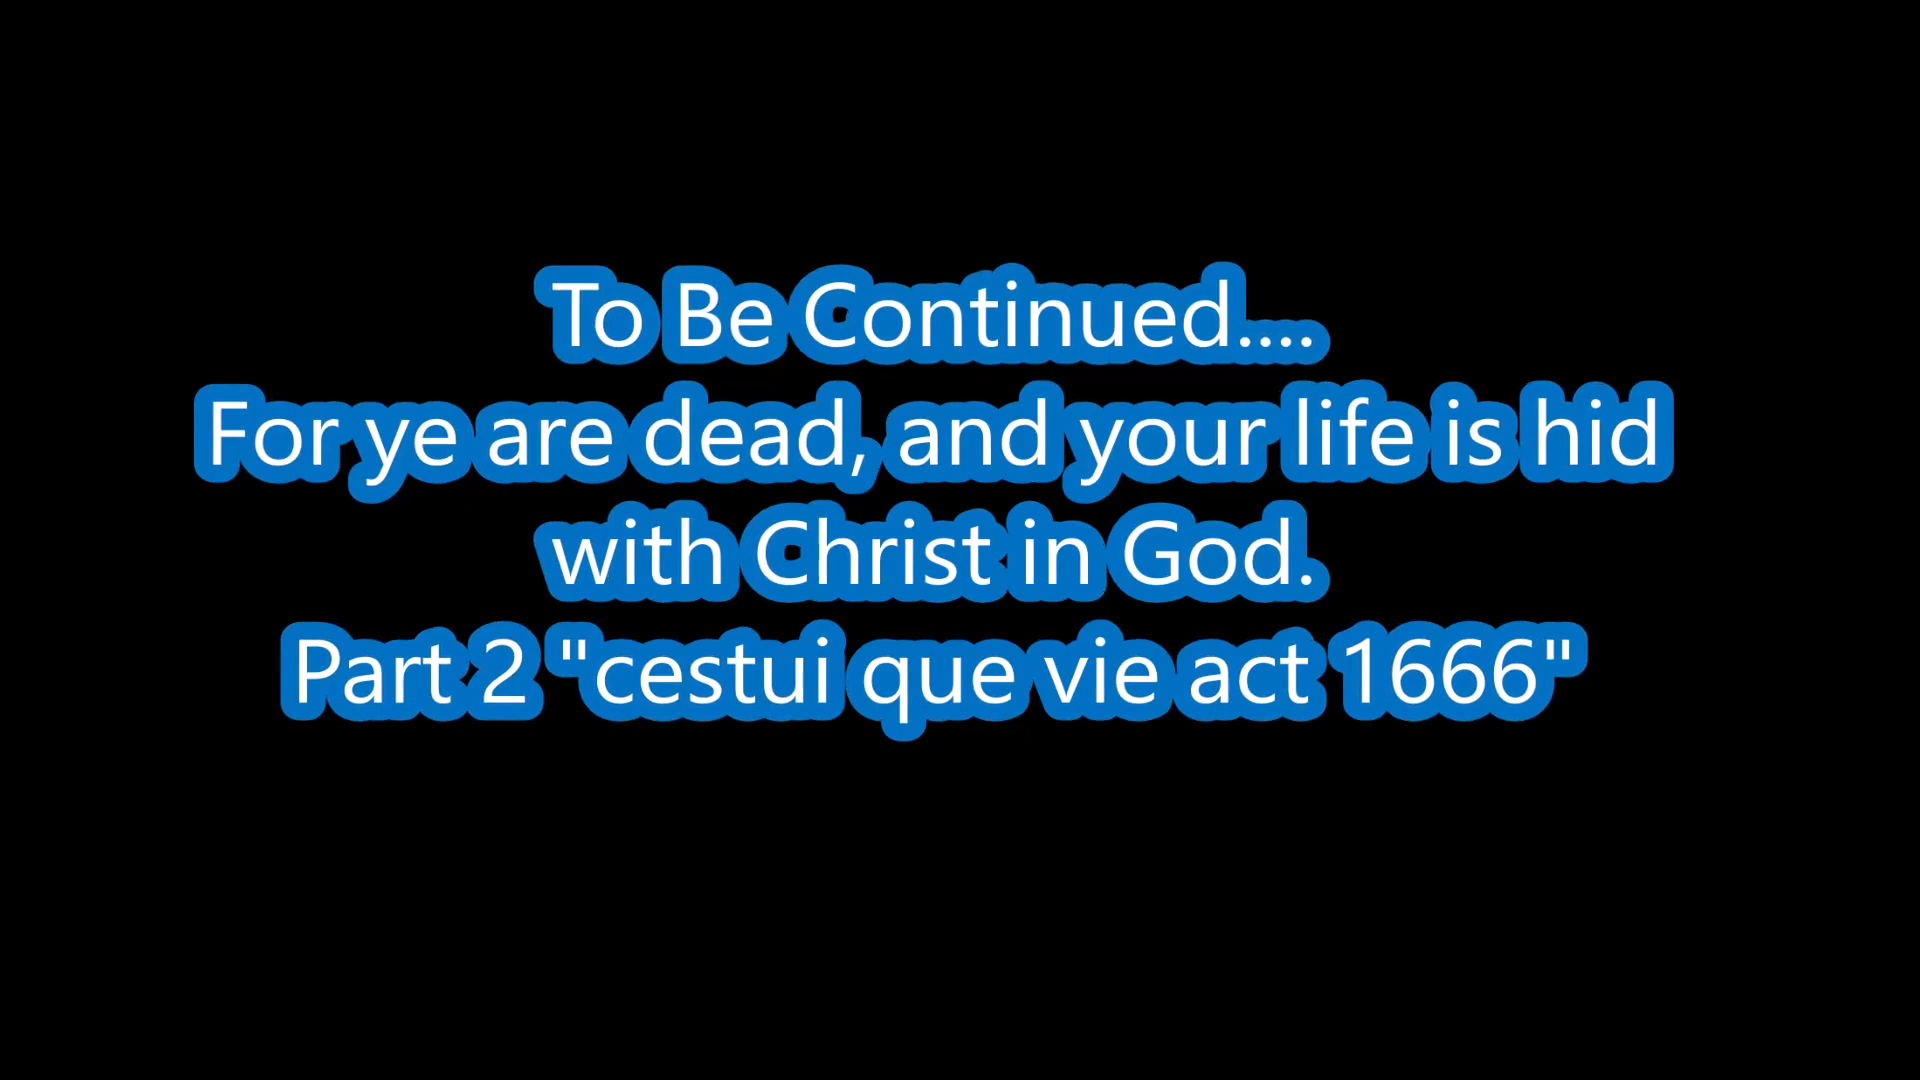 To Be Continued....
For ye are dead, and your life is hid
with Christ in God.
Part 2 "cestui que vie act 1666"